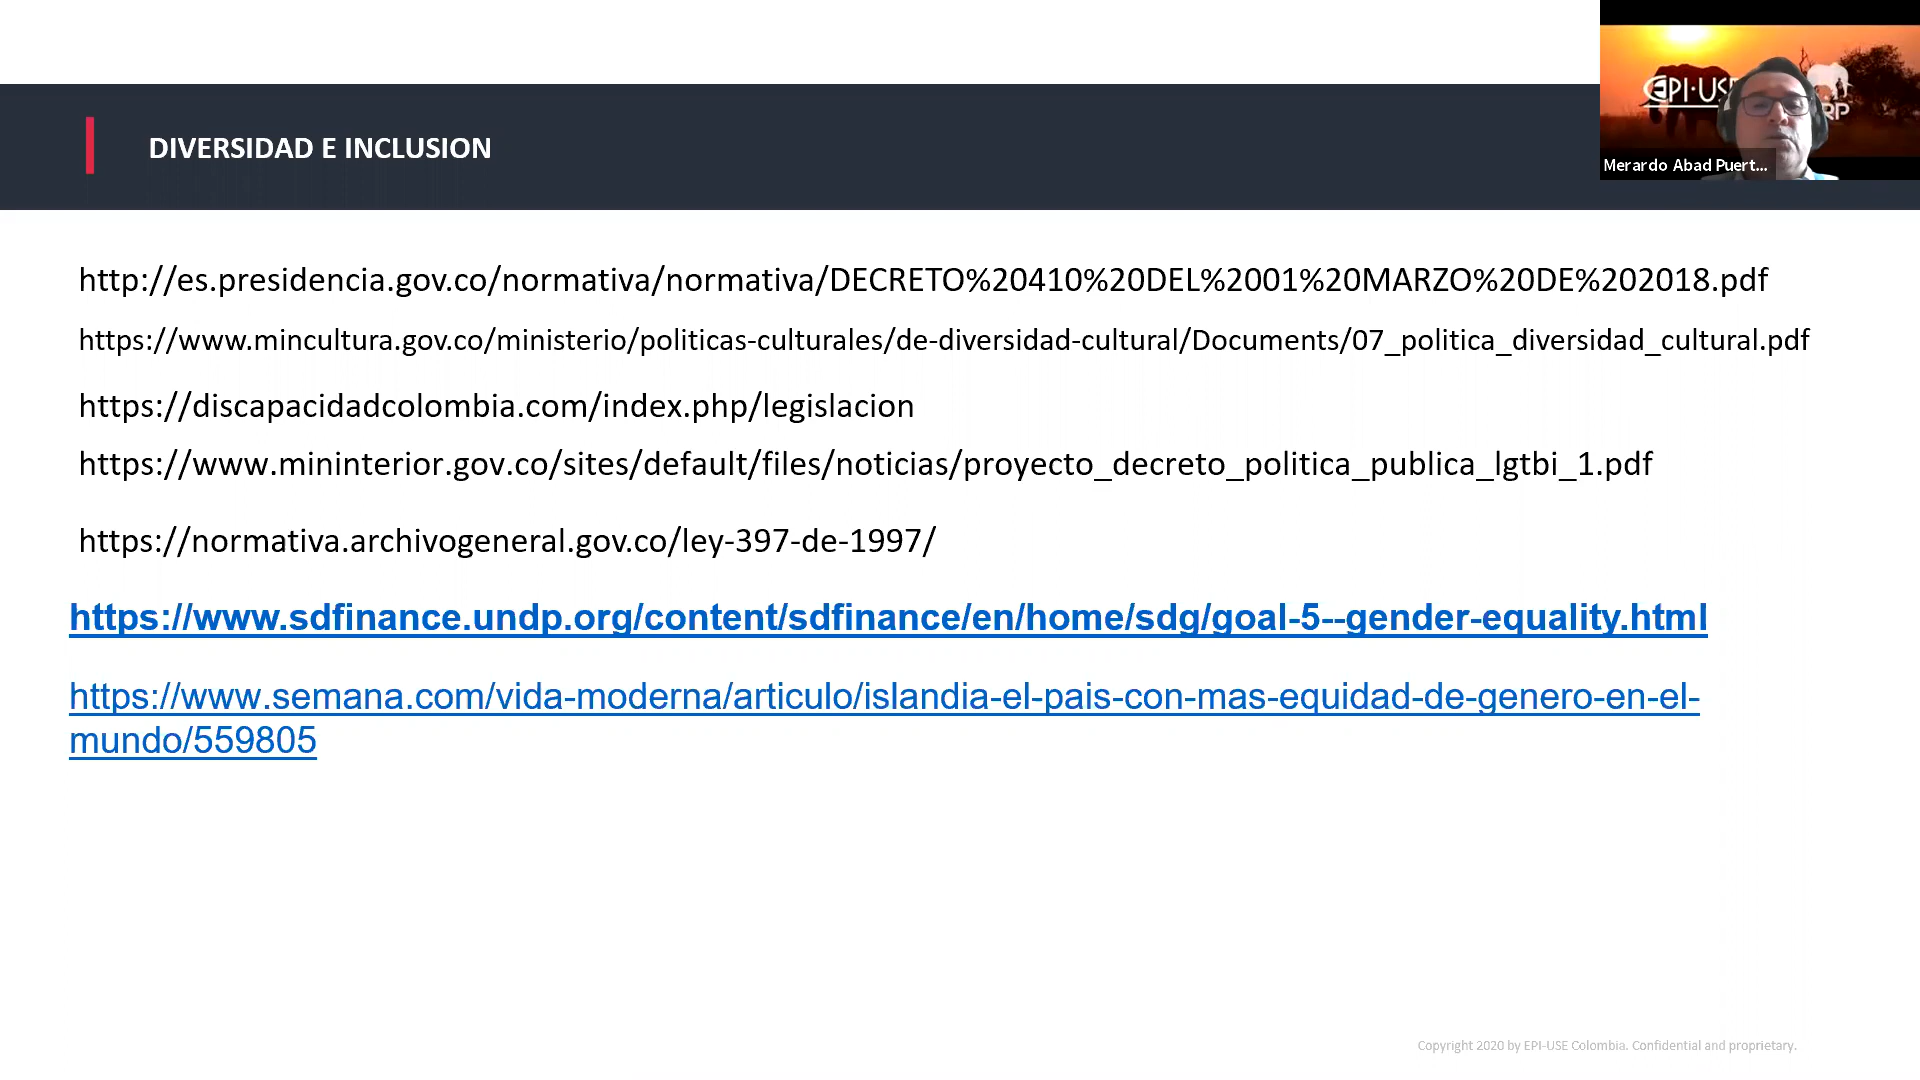 DIVERSIDAD E INCLUSION
EPI·USE
RP
Merardo Abad Puert...
http://es.presidencia.gov.co/normativa/normativa/DECRETO%20410%20DEL%2001%20MARZO%20DE%202018.pdf
https://www.mincultura.gov.co/ministerio/politicas-culturales/de-diversidad-cultural/Documents/07_politica_diversidad_cultural.pdf
https://discapacidadcolombia.com/index.php/legislacion
https://www.mininterior.gov.co/sites/default/files/noticias/proyecto_decreto_politica_publica_lgtbi_1.pdf
https://normativa.archivogeneral.gov.co/ley-397-de-1997/
https://www.sdfinance.undp.org/content/sdfinance/en/home/sdg/goal-5--gender-equality.html
https://www.semana.com/vida-moderna/articulo/islandia-el-pais-con-mas-equidad-de-genero-en-el-
mundo/559805
Copyright 2020 by EPI-USE Colombia. Confidential and proprietary.